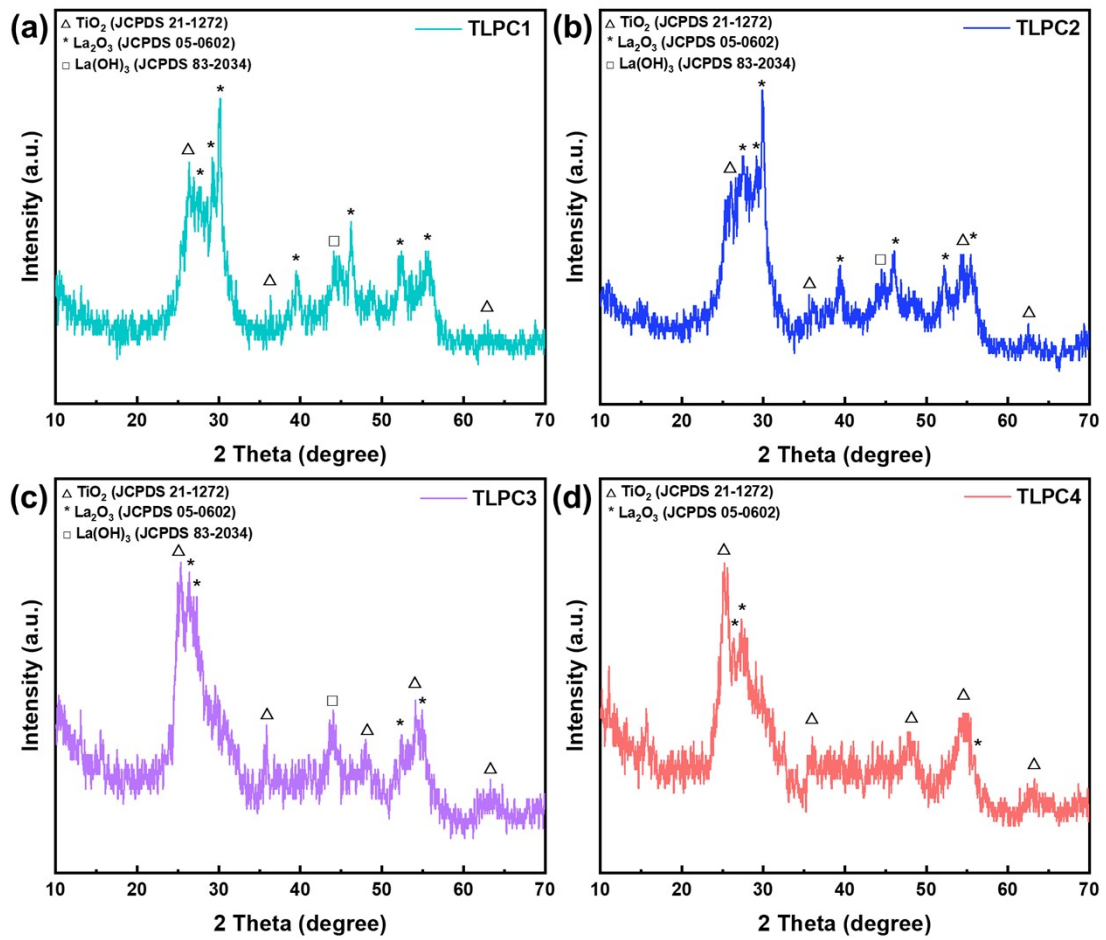 (a)
△ TiO₂ (JCPDS 21-1272)
* La₂O₃ (JCPDS 05-0602)
□ La(OH)₃ (JCPDS 83-2034)
TLPC1
Intensity (a.u.)
10 20 30 40 50 60 70
2 Theta (degree)
(b)
△ TiO₂ (JCPDS 21-1272)
* La₂O₃ (JCPDS 05-0602)
□ La(OH)₃ (JCPDS 83-2034)
TLPC2
Intensity (a.u.)
10 20 30 40 50 60 70
2 Theta (degree)
(c)
△ TiO₂ (JCPDS 21-1272)
* La₂O₃ (JCPDS 05-0602)
□ La(OH)₃ (JCPDS 83-2034)
TLPC3
Intensity (a.u.)
10 20 30 40 50 60 70
2 Theta (degree)
(d)
△ TiO₂ (JCPDS 21-1272)
* La₂O₃ (JCPDS 05-0602)
TLPC4
Intensity (a.u.)
10 20 30 40 50 60 70
2 Theta (degree)